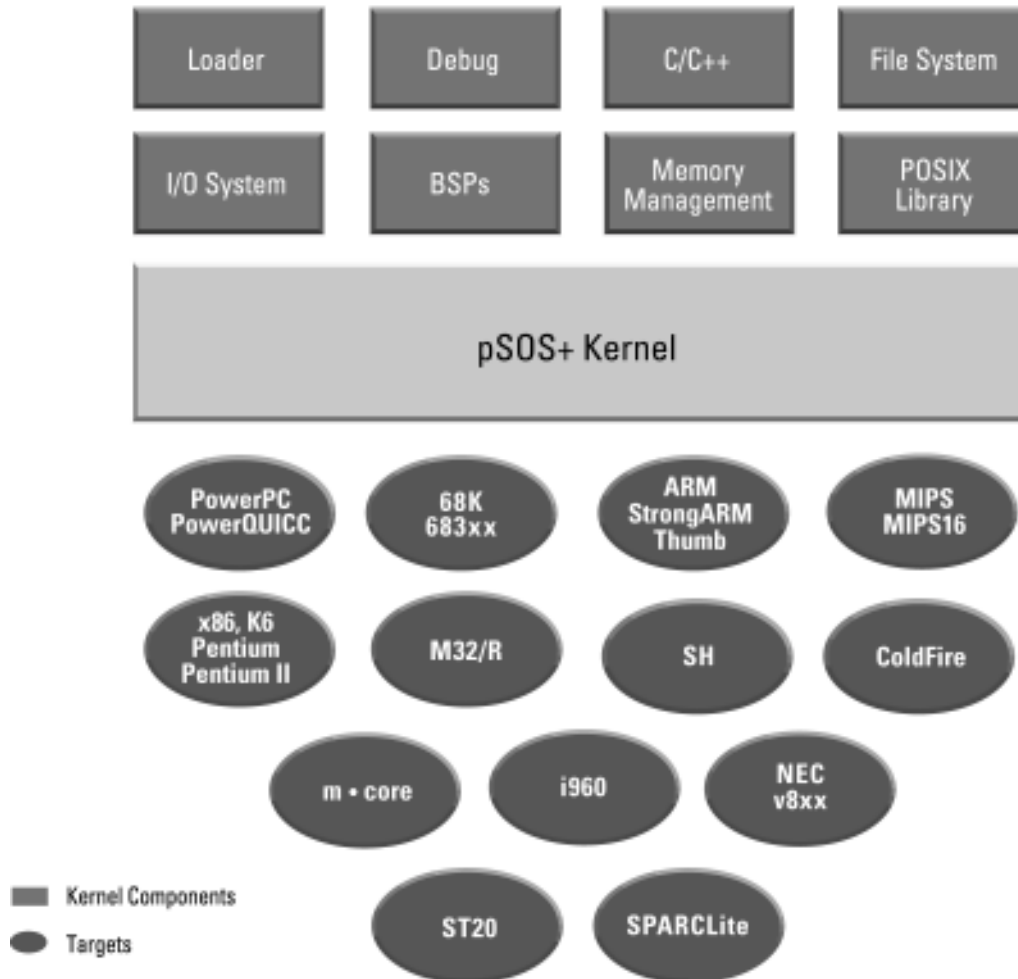 Loader
Debug
C/C++
File System
I/O System
BSPs
Memory
Management
POSIX
Library
pSOS+ Kernel
PowerPC
PowerQUICC
68K
683xx
ARM
StrongARM
Thumb
MIPS
MIPS16
x86, K6
Pentium
Pentium II
M32/R
SH
ColdFire
m • core
i960
NEC
v8xx
Kernel Components
Targets
ST20
SPARCLite